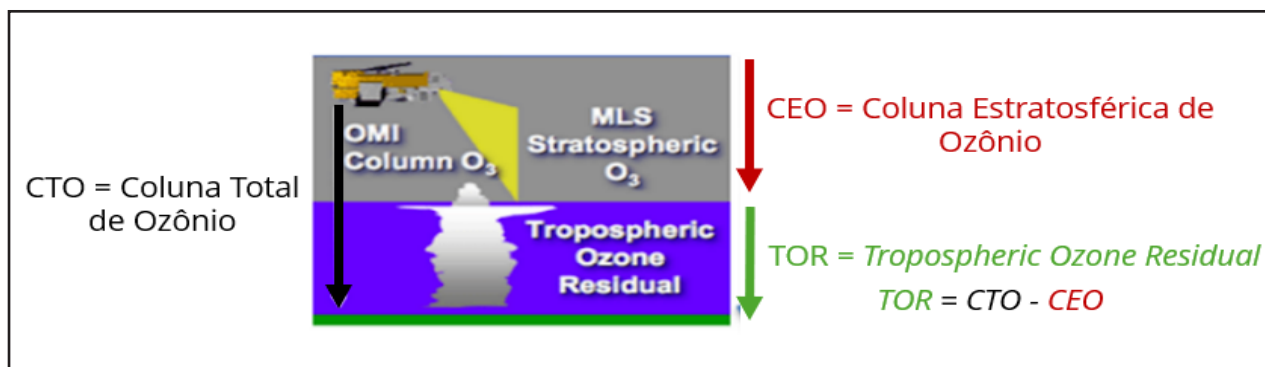 CTO = Coluna Total
de Ozônio
OMI
Column O₃
MLS
Stratospheric
O₃
Tropospheric
Ozone
Residual
CEO = Coluna Estratosférica de
Ozônio
TOR = Tropospheric Ozone Residual
TOR = CTO - CEO